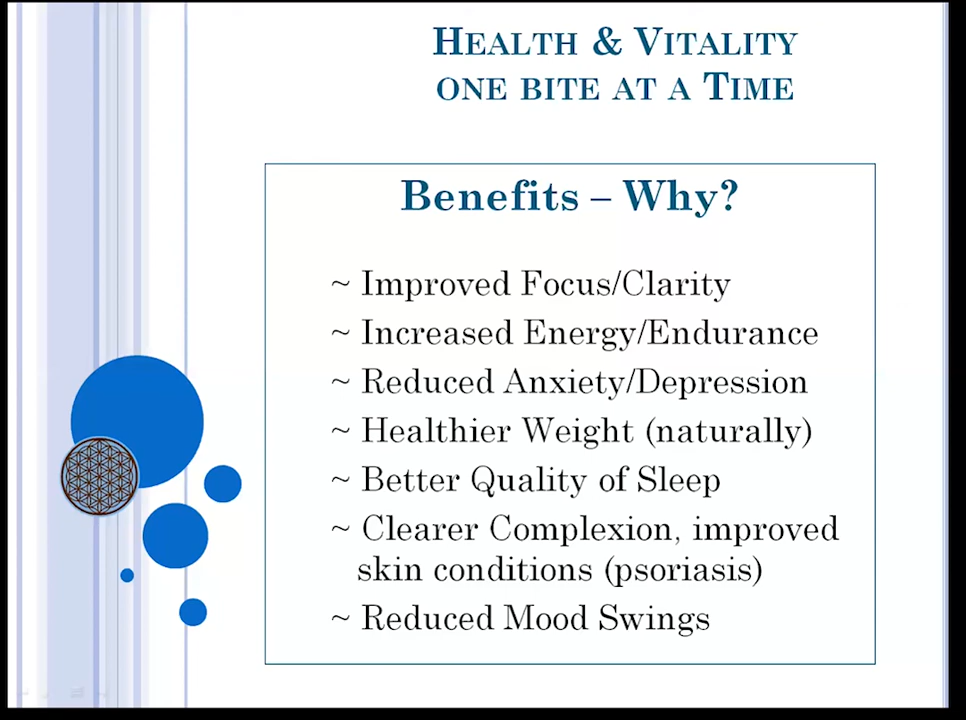 HEALTH & VITALITY
ONE BITE AT A TIME
Benefits – Why?
~ Improved Focus/Clarity
~ Increased Energy/Endurance
~ Reduced Anxiety/Depression
~ Healthier Weight (naturally)
~ Better Quality of Sleep
~ Clearer Complexion, improved
skin conditions (psoriasis)
~ Reduced Mood Swings